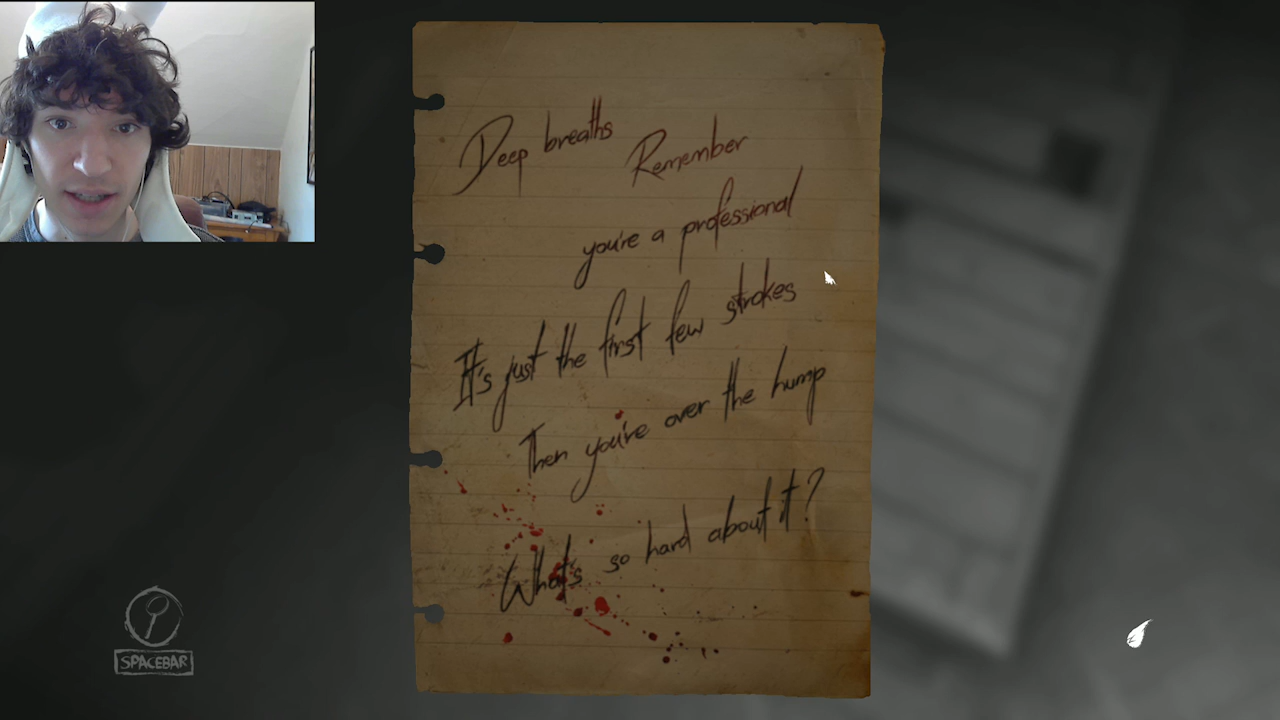 Deep breaths Remember
you're a professional
It's just the first few strokes
Then you're over the hump
What's so hard about it?
SPACEBAR